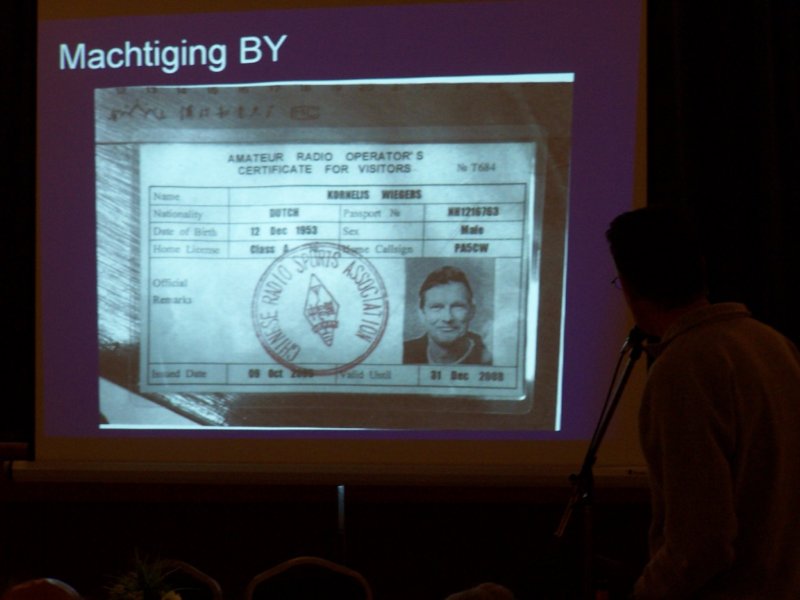 Machtiging BY
AMATEUR RADIO OPERATOR'S
CERTIFICATE FOR VISITORS
№ T684
Name KORNELIS WIEGERS
Nationality DUTCH Passport № NH1216763
Date of Birth 12 Dec 1953 Sex Male
Home License Class A Home Callsign PA5CW
Official
Remarks
CHINESE RADIO SPORTS ASSOCIATION
Issued Date 09 Oct Valid Until 31 Dec